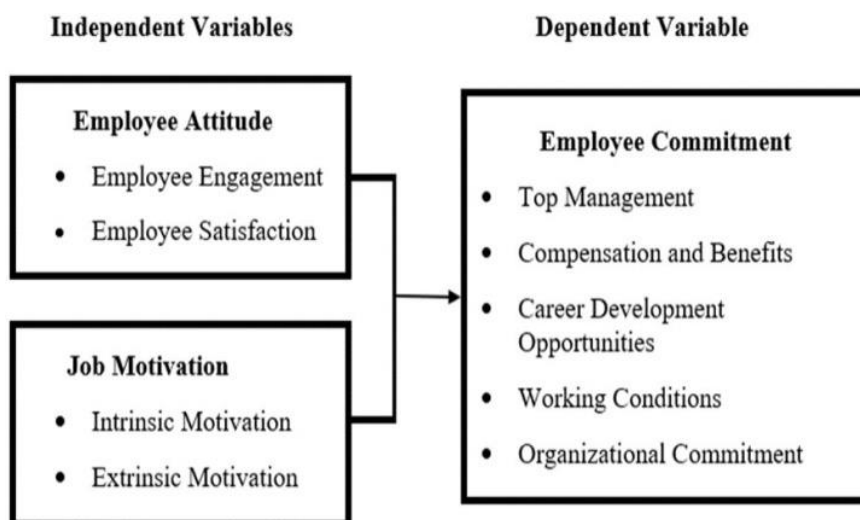 Independent Variables
Employee Attitude
• Employee Engagement
• Employee Satisfaction
Job Motivation
• Intrinsic Motivation
• Extrinsic Motivation
Dependent Variable
Employee Commitment
• Top Management
• Compensation and Benefits
• Career Development
Opportunities
• Working Conditions
• Organizational Commitment